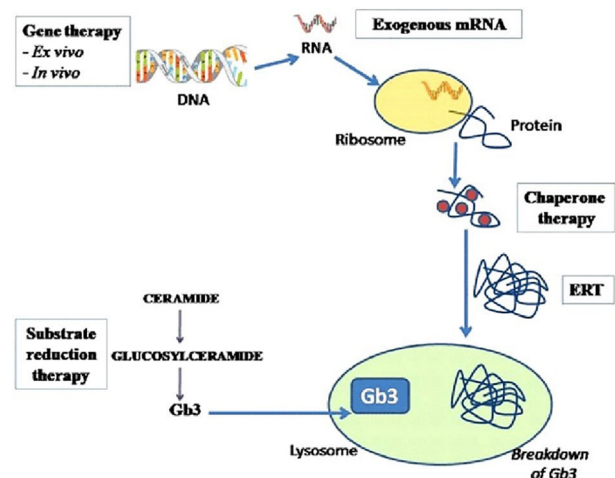 Gene therapy
- Ex vivo
- In vivo
DNA
RNA
Exogenous mRNA
Ribosome
Protein
Chaperone
therapy
ERT
CERAMIDE
Substrate
reduction
therapy
GLUCOSYLCERAMIDE
Gb3
Gb3
Lysosome
Breakdown
of Gb3